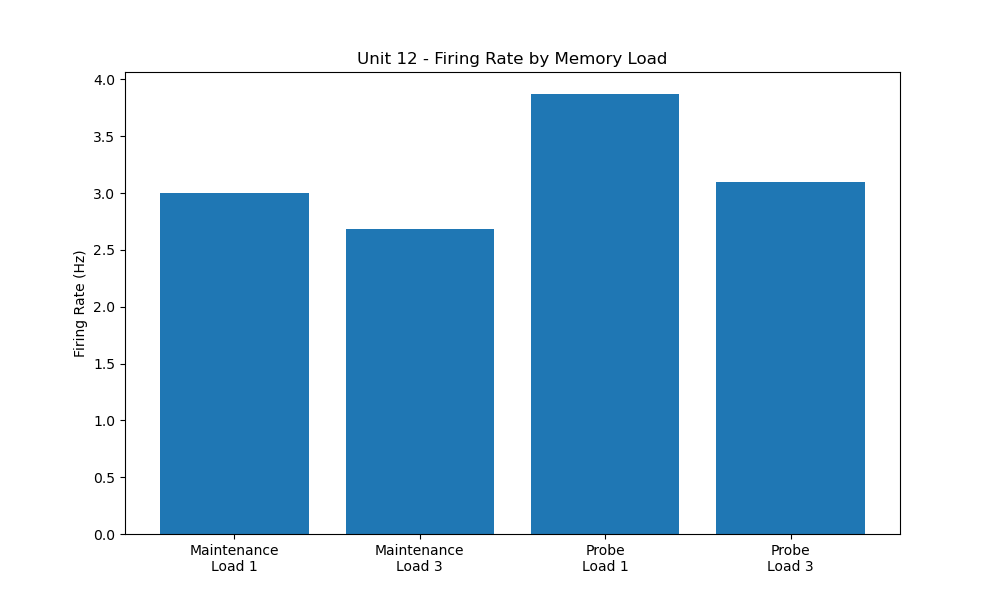 Unit 12 - Firing Rate by Memory Load
Firing Rate (Hz)
4.0
3.5
3.0
2.5
2.0
1.5
1.0
0.5
0.0
Maintenance
Load 1
Maintenance
Load 3
Probe
Load 1
Probe
Load 3